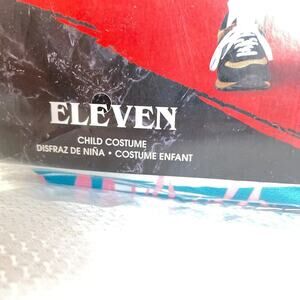 ELEVEN
CHILD COSTUME
DISFRAZ DE NIÑA • COSTUME ENFANT